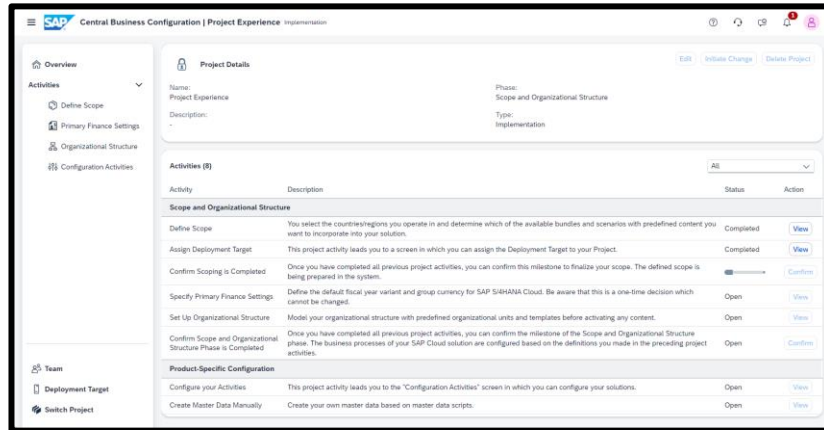 SAP Central Business Configuration | Project Experience Implementation
1
Overview
Activities
Define Scope
Primary Finance Settings
Organizational Structure
Configuration Activities
Team
Deployment Target
Switch Project
Project Details
Edit
Initiate Change
Delete Project
Name:
Project Experience
Phase:
Scope and Organizational Structure
Description:
-
Type:
Implementation
Activities (8)
All
Activity Description Status Action
Scope and Organizational Structure
Define Scope You select the countries/regions you operate in and determine which of the available bundles and scenarios with predefined content you Completed View
want to incorporate into your solution.
Assign Deployment Target This project activity leads you to a screen in which you can assign the Deployment Target to your Project. Completed View
Confirm Scoping is Completed Once you have completed all previous project activities, you can confirm this milestone to finalize your scope. The defined scope is Confirm
being prepared in the system.
Specify Primary Finance Settings Define the default fiscal year variant and group currency for SAP S/4HANA Cloud. Be aware that this is a one-time decision which Open View
cannot be changed.
Set Up Organizational Structure Model your organizational structure with predefined organizational units and templates before activating any content. Open View
Confirm Scope and Organizational Once you have completed all previous project activities, you can confirm the milestone of the Scope and Organizational Structure
Structure Phase is Completed phase. The business processes of your SAP Cloud solution are configured based on the definitions you made in the preceding project Open Confirm
activities.
Product-Specific Configuration
Configure your Activities This project activity leads you to the "Configuration Activities" screen in which you can configure your solutions. Open View
Create Master Data Manually Create your own master data based on master data scripts. Open View